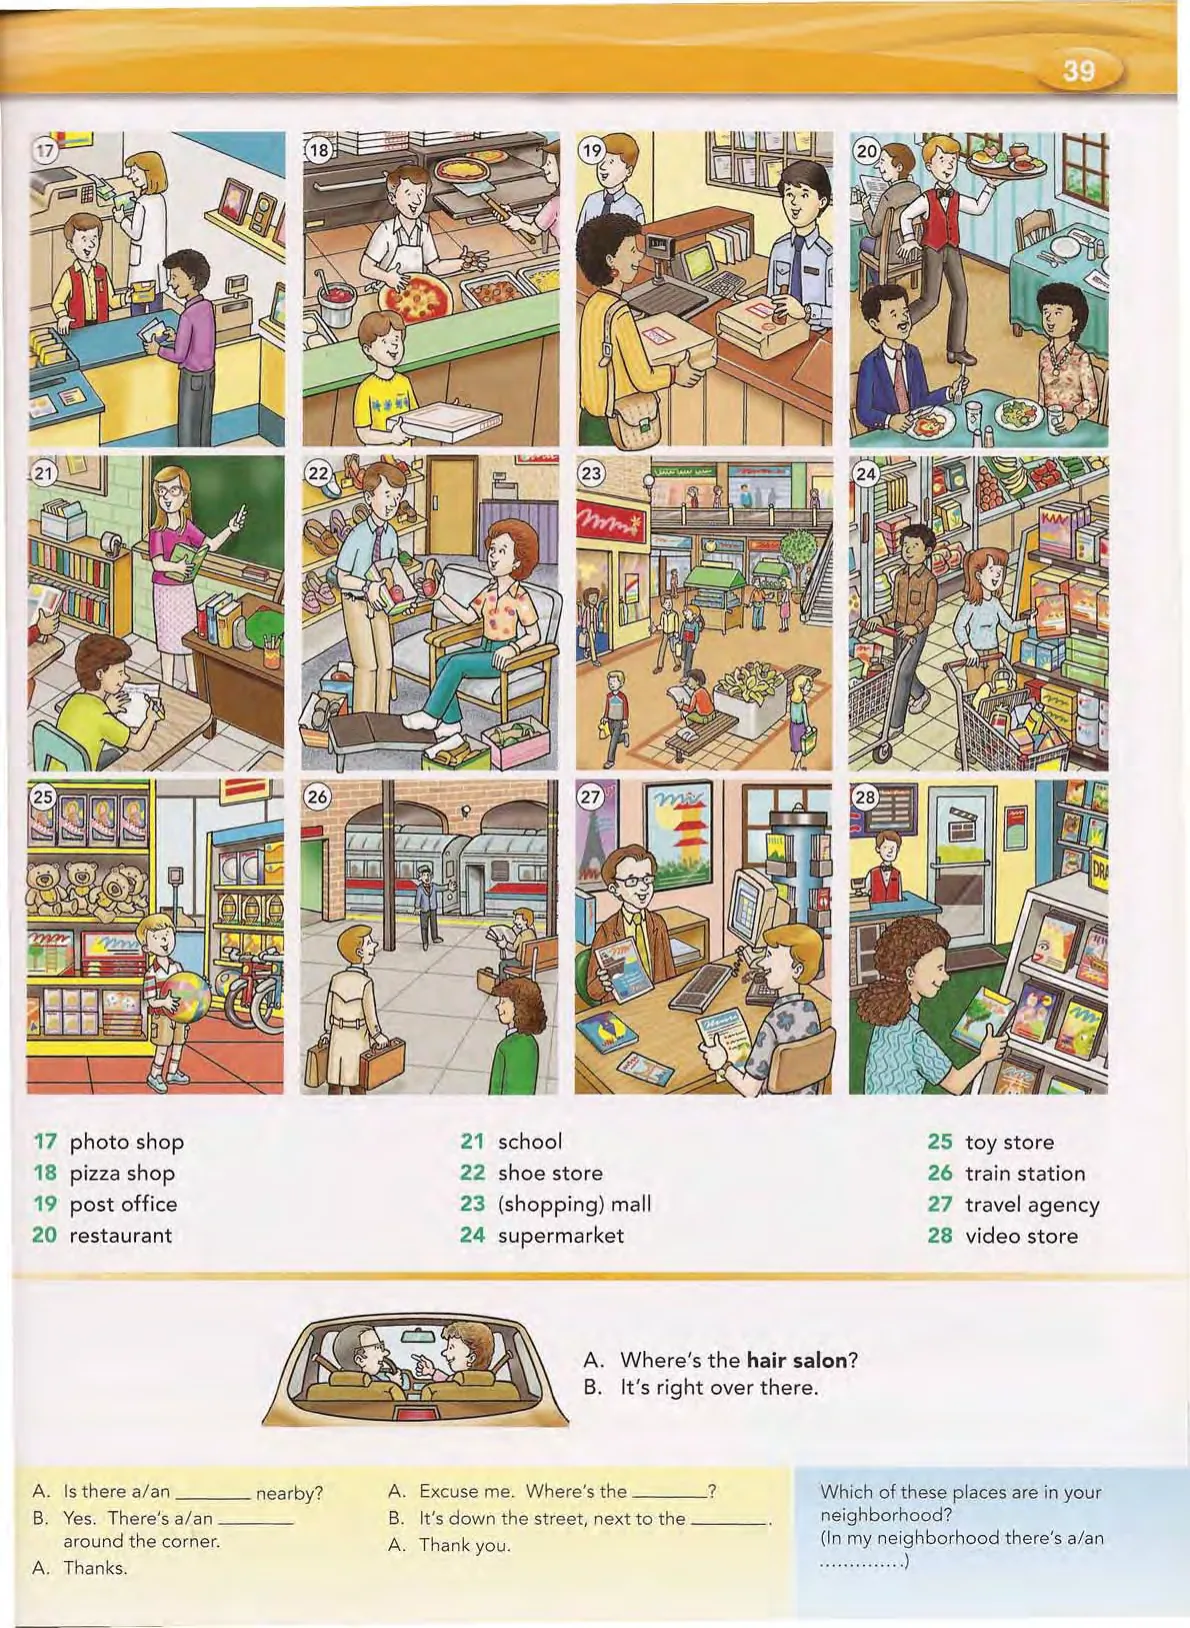 39
17
18
19
20
21
22
23
24
25
26
27
28
17 photo shop
18 pizza shop
19 post office
20 restaurant
21 school
22 shoe store
23 (shopping) mall
24 supermarket
25 toy store
26 train station
27 travel agency
28 video store
A. Where's the hair salon?
B. It's right over there.
A. Is there a/an ________ nearby?
B. Yes. There's a/an ________
around the corner.
A. Thanks.
A. Excuse me. Where's the ________?
B. It's down the street, next to the ________.
A. Thank you.
Which of these places are in your
neighborhood?
(In my neighborhood there's a/an
..............)